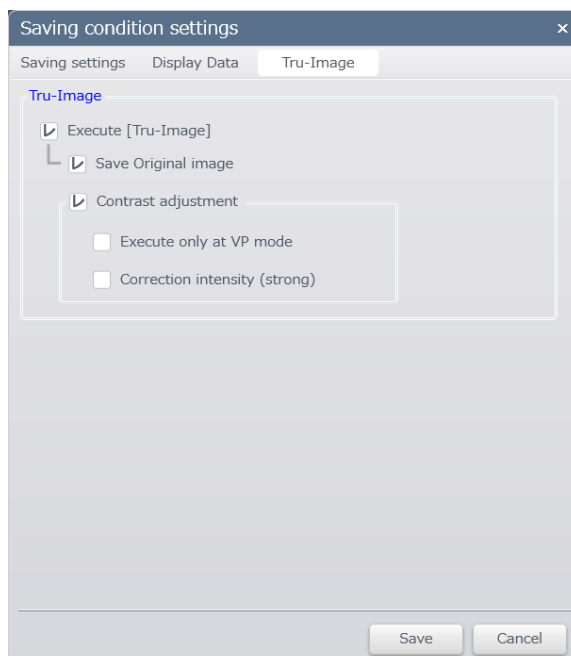 Saving condition settings
Saving settings Display Data Tru-Image
Tru-Image
Execute [Tru-Image]
Save Original image
Contrast adjustment
Execute only at VP mode
Correction intensity (strong)
Save Cancel